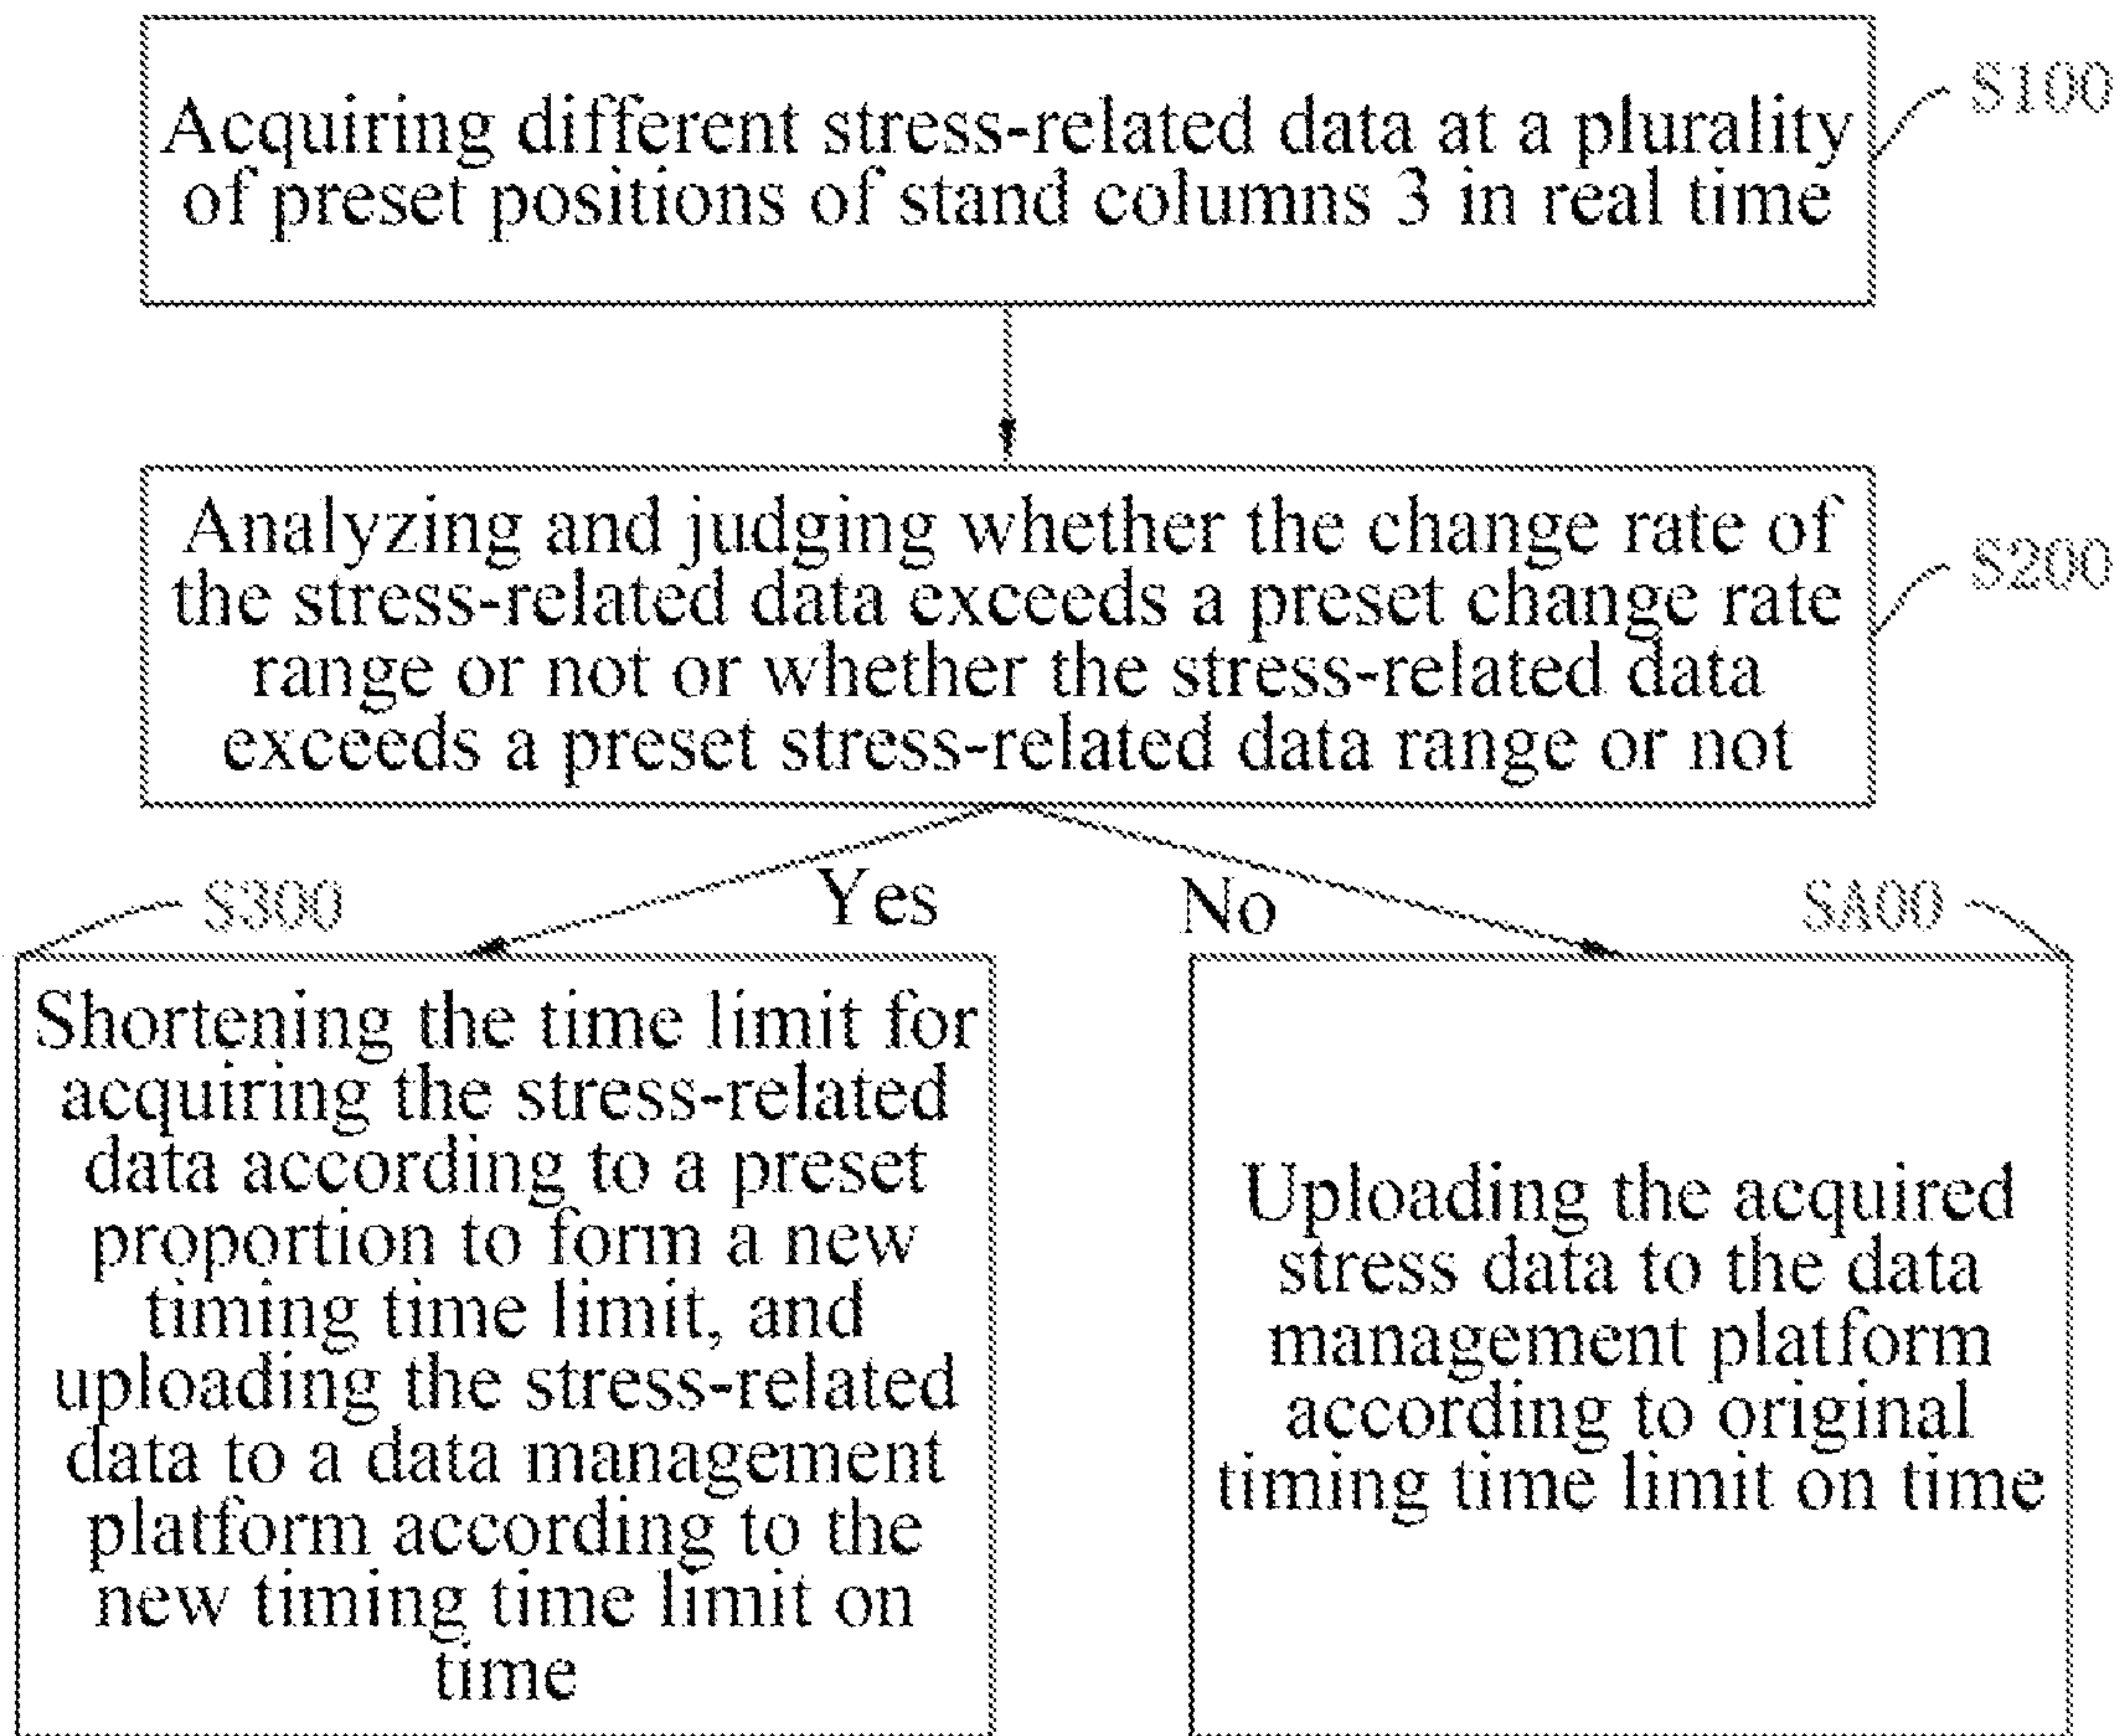 Acquiring different stress-related data at a plurality
of preset positions of stand columns 3 in real time
S100
Analyzing and judging whether the change rate of
the stress-related data exceeds a preset change rate
range or not or whether the stress-related data
exceeds a preset stress-related data range or not
S200
Yes
No
S300
Shortening the time limit for
acquiring the stress-related
data according to a preset
proportion to form a new
timing time limit, and
uploading the stress-related
data to a data management
platform according to the
new timing time limit on
time
SA00
Uploading the acquired
stress data to the data
management platform
according to original
timing time limit on time